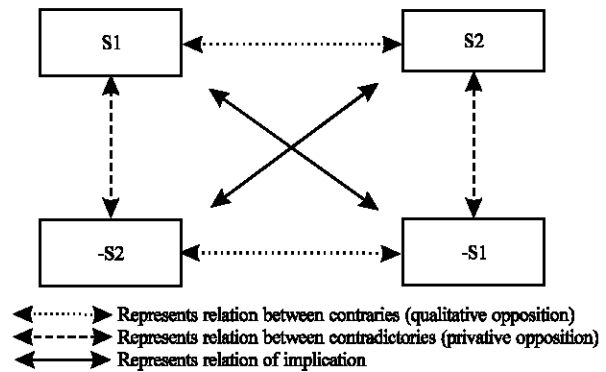 S1 S2
-S2 -S1
Represents relation between contraries (qualitative opposition)
Represents relation between contradictories (privative opposition)
Represents relation of implication